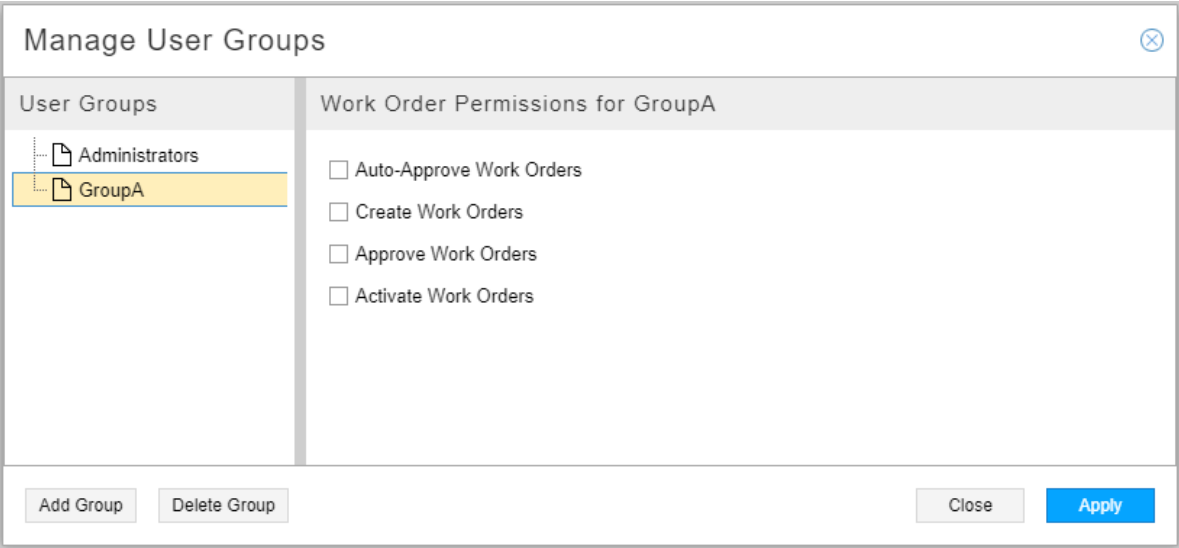 Manage User Groups
User Groups
Work Order Permissions for GroupA
Administrators
GroupA
Auto-Approve Work Orders
Create Work Orders
Approve Work Orders
Activate Work Orders
Add Group
Delete Group
Close
Apply